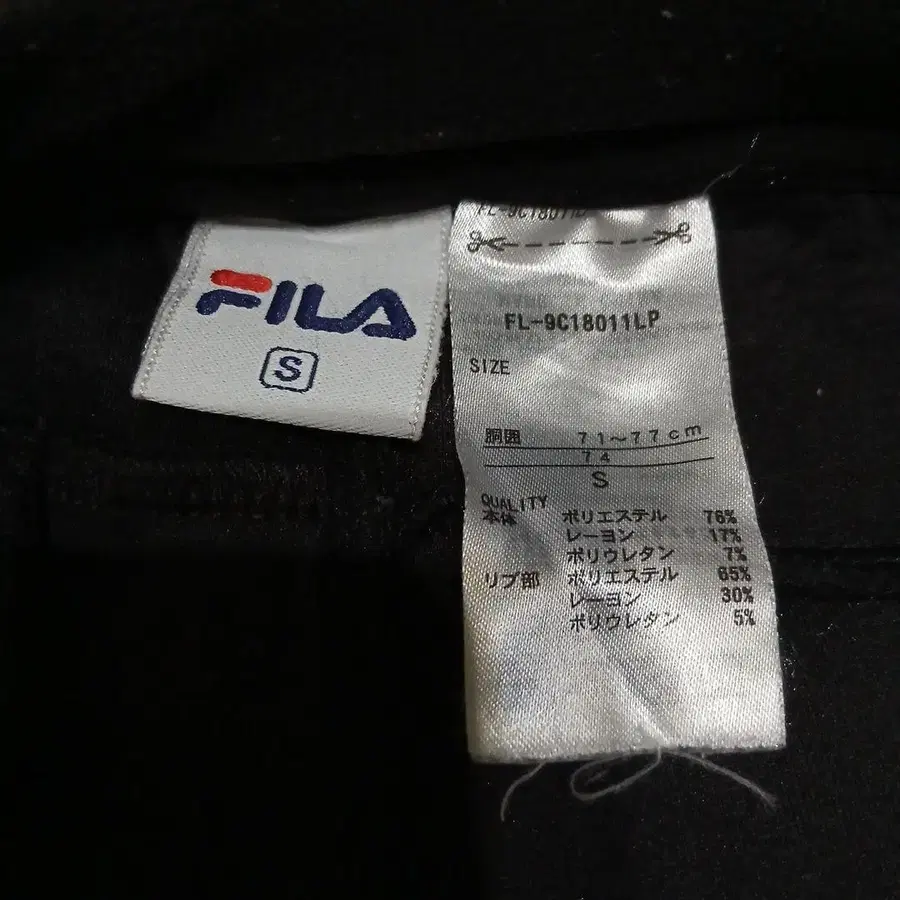 FILA
S
FL-9C18011LP
FL-9C18011LP
SIZE
胴囲 71~77cm
74
S
QUALITY
本体 ポリエステル 76%
レーヨン 17%
ポリウレタン 7%
リブ部 ポリエステル 65%
レーヨン 30%
ポリウレタン 5%